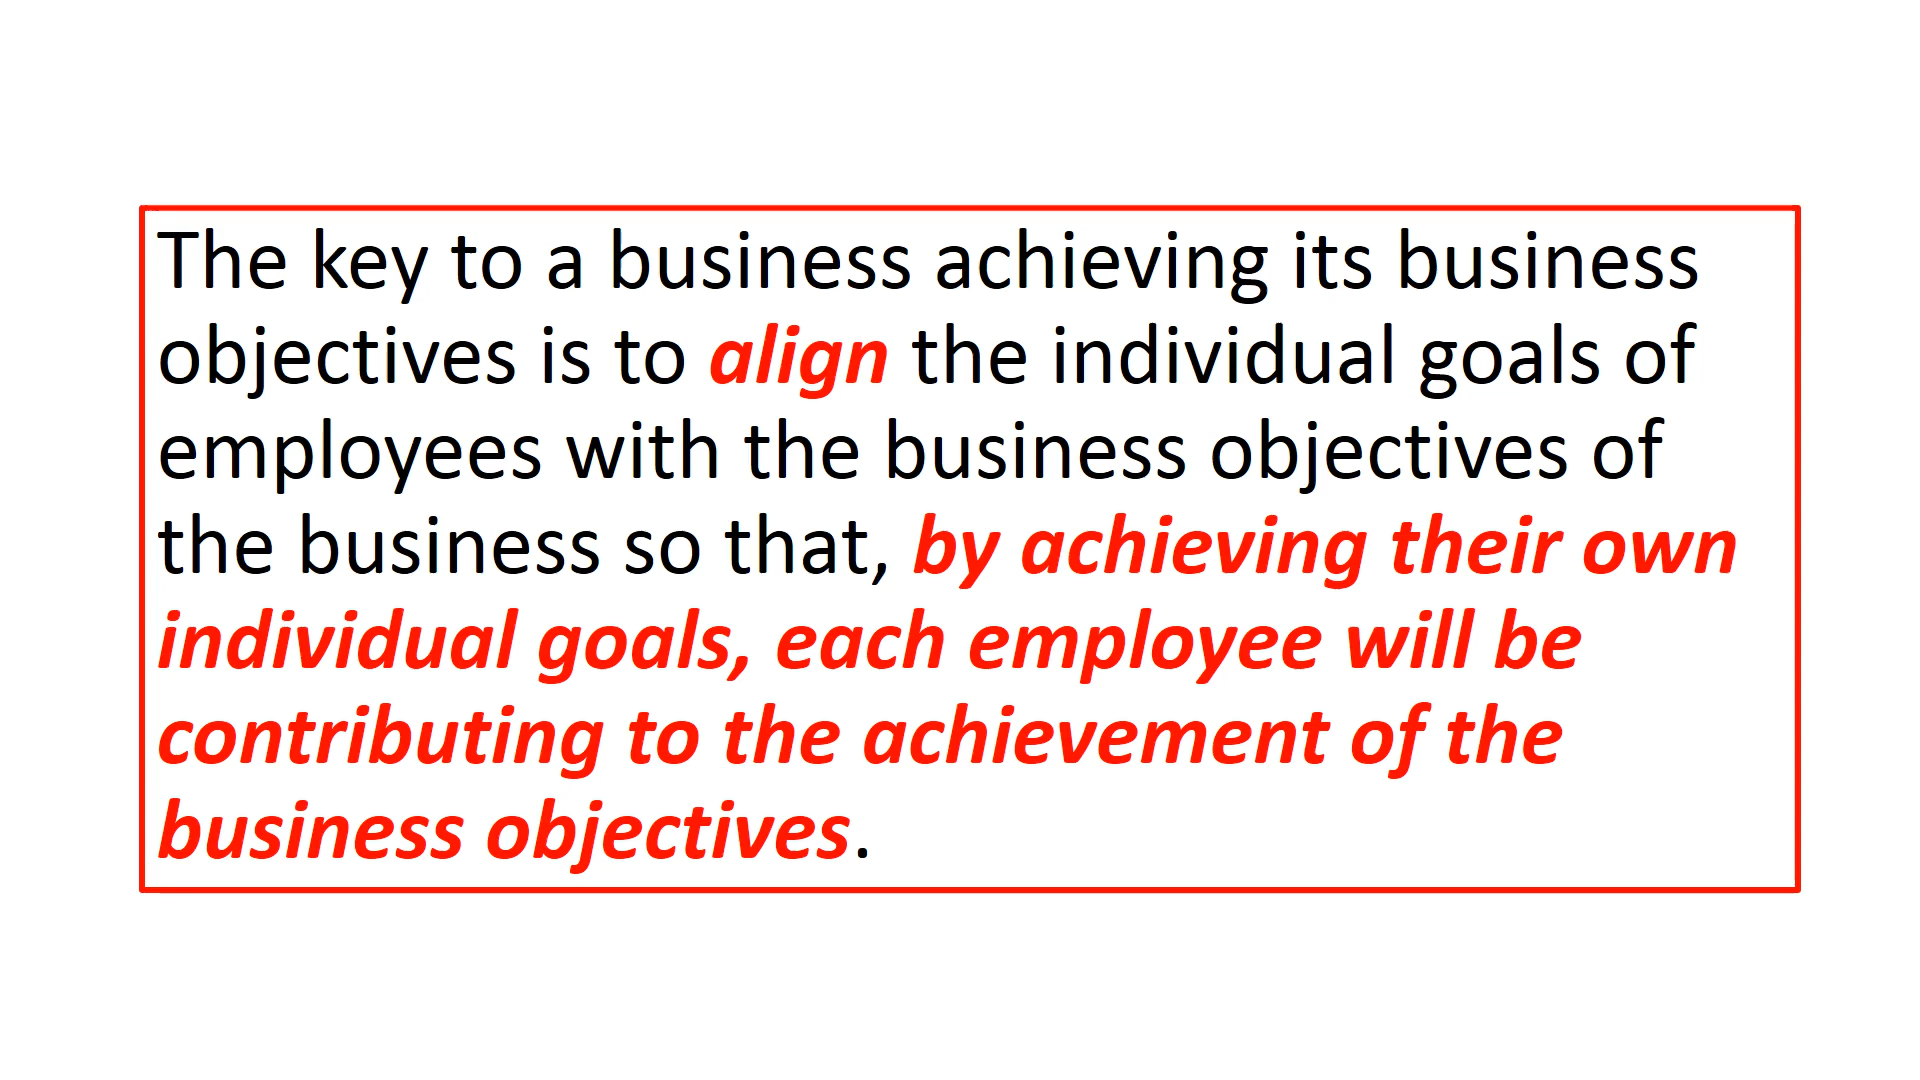 The key to a business achieving its business
objectives is to align the individual goals of
employees with the business objectives of
the business so that, by achieving their own
individual goals, each employee will be
contributing to the achievement of the
business objectives.